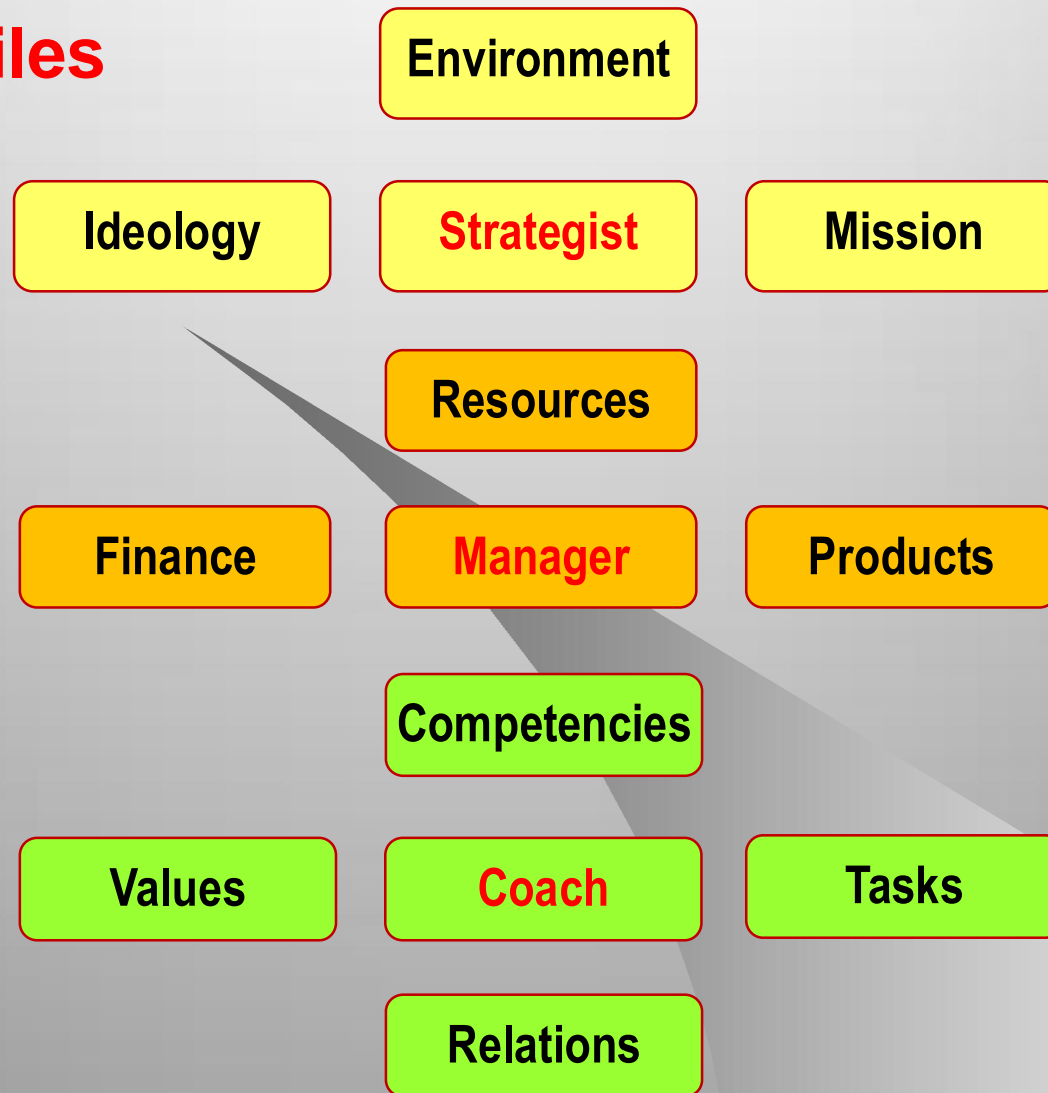 iles
Environment
Ideology
Strategist
Mission
Resources
Finance
Manager
Products
Competencies
Values
Coach
Tasks
Relations